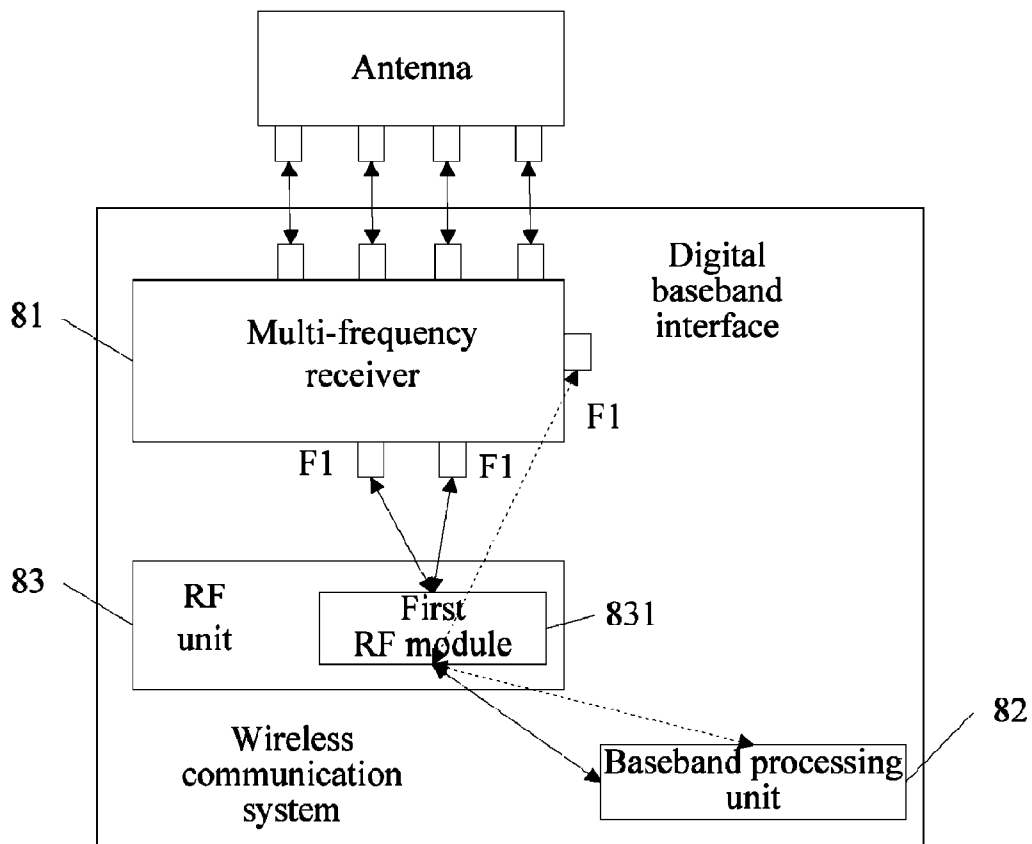 Antenna
Digital
baseband
interface
81
Multi-frequency
receiver
F1
F1
F1
83
RF
unit
First
RF module
831
82
Wireless
communication
system
Baseband processing
unit